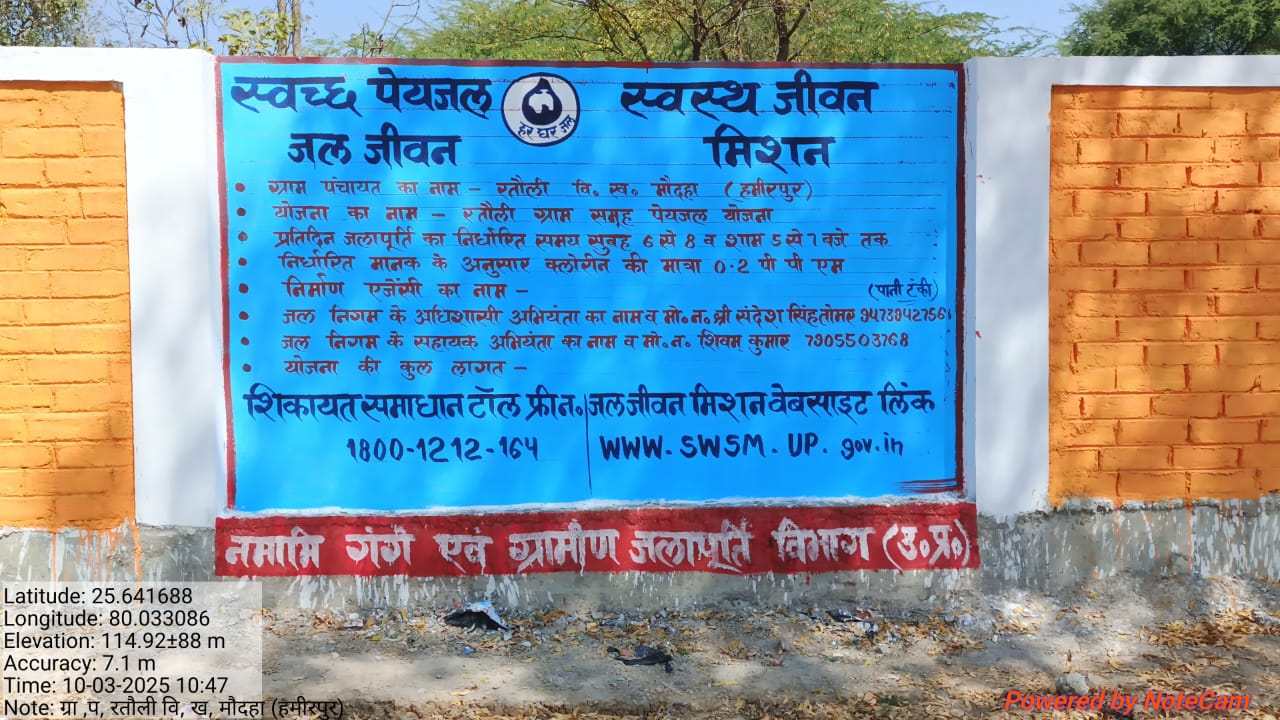 स्वच्छ पेयजल स्वस्थ जीवन
हर घर जल
जल जीवन मिशन
• ग्राम पंचायत का नाम - रतौली वि. ख. मौदहा (हमीरपुर)
• योजना का नाम - रतौली ग्राम समूह पेयजल योजना
• प्रतिदिन जलापूर्ति का निर्धारित समय सुबह 6 से 8 व शाम 5 से 7 बजे तक
• निर्धारित मानक के अनुसार क्लोरीन की मात्रा 0.2 पी पी एम
• निर्माण एजेंसी का नाम - (पानी टंकी)
• जल निगम के अधिशासी अभियंता का नाम व मो. न. श्री संदेश सिंह तोमर 9473942756
• जल निगम के सहायक अभियंता का नाम व मो. न. शिवम कुमार 7905503768
• योजना की कुल लागत -
शिकायत समाधान टॉल फ्री न. जल जीवन मिशन वेबसाइट लिंक
1800-1212-164 WWW. SWSM. UP. gov.in
नमामि गंगे एवं ग्रामीण जलापूर्ति विभाग (उ.प्र.)
Latitude: 25.641688
Longitude: 80.033086
Elevation: 114.92±88 m
Accuracy: 7.1 m
Time: 10-03-2025 10:47
Note: ग्रा ,प, रतौली वि, ख, मौदहा (हमीरपुर)
Powered by NoteCam